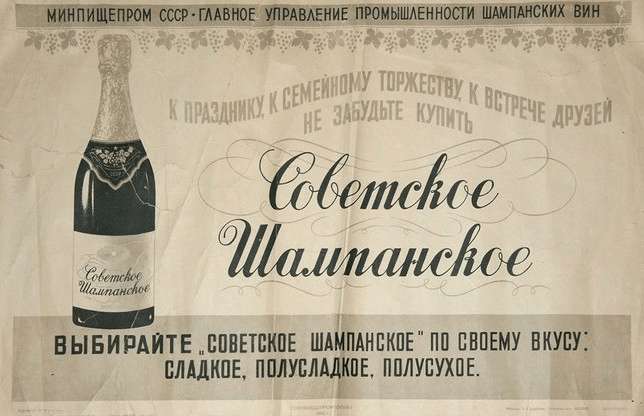 МИНПИЩЕПРОМ СССР · ГЛАВНОЕ УПРАВЛЕНИЕ ПРОМЫШЛЕННОСТИ ШАМПАНСКИХ ВИН
К ПРАЗДНИКУ, К СЕМЕЙНОМУ ТОРЖЕСТВУ, К ВСТРЕЧЕ ДРУЗЕЙ
НЕ ЗАБУДЬТЕ КУПИТЬ
Советское
Шампанское
СССР
Советское
Шампанское
ВЫБИРАЙТЕ „СОВЕТСКОЕ ШАМПАНСКОЕ" ПО СВОЕМУ ВКУСУ:
СЛАДКОЕ, ПОЛУСЛАДКОЕ, ПОЛУСУХОЕ.